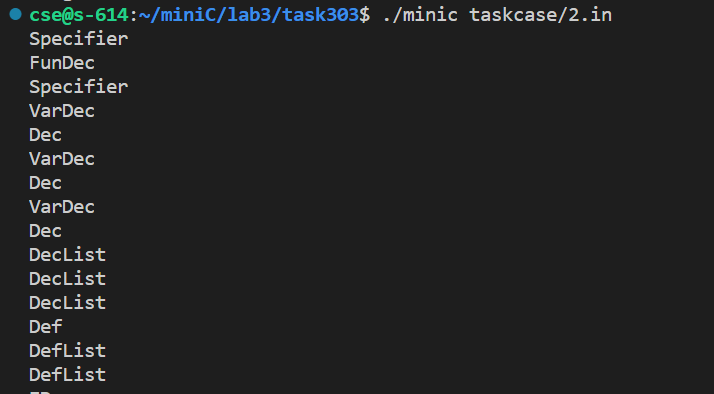 cse@s-614:~/miniC/lab3/task303$ ./minic taskcase/2.in
Specifier
FunDec
Specifier
VarDec
Dec
VarDec
Dec
VarDec
Dec
DecList
DecList
DecList
Def
DefList
DefList